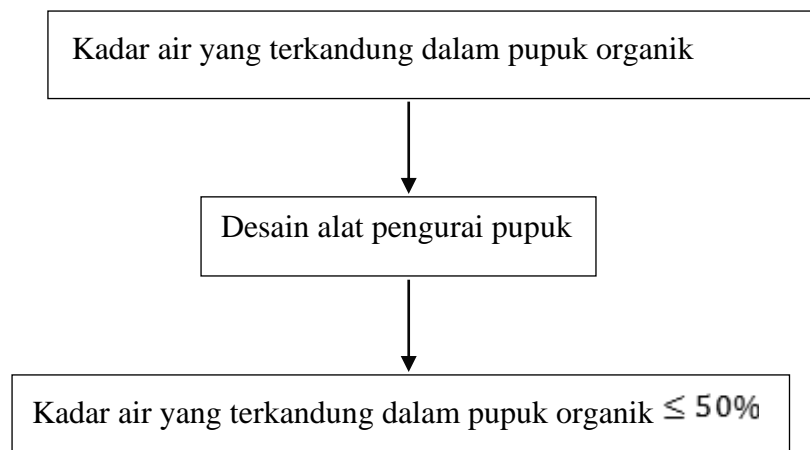 Kadar air yang terkandung dalam pupuk organik
Desain alat pengurai pupuk
Kadar air yang terkandung dalam pupuk organik ≤ 50%